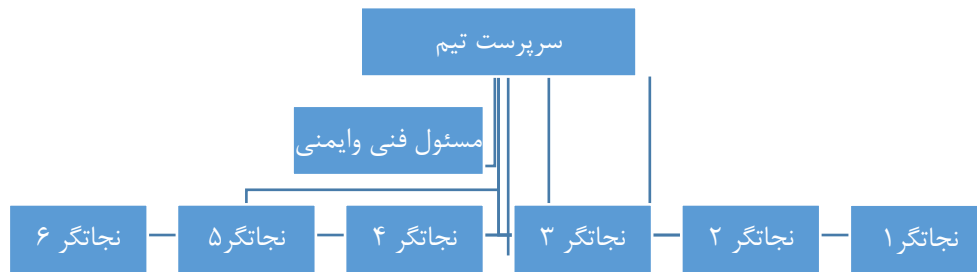 سرپرست تیم
مسئول فنی وایمنی
نجاتگر۱
نجاتگر ۲
نجاتگر ۳
نجاتگر ۴
نجاتگر۵
نجاتگر ۶